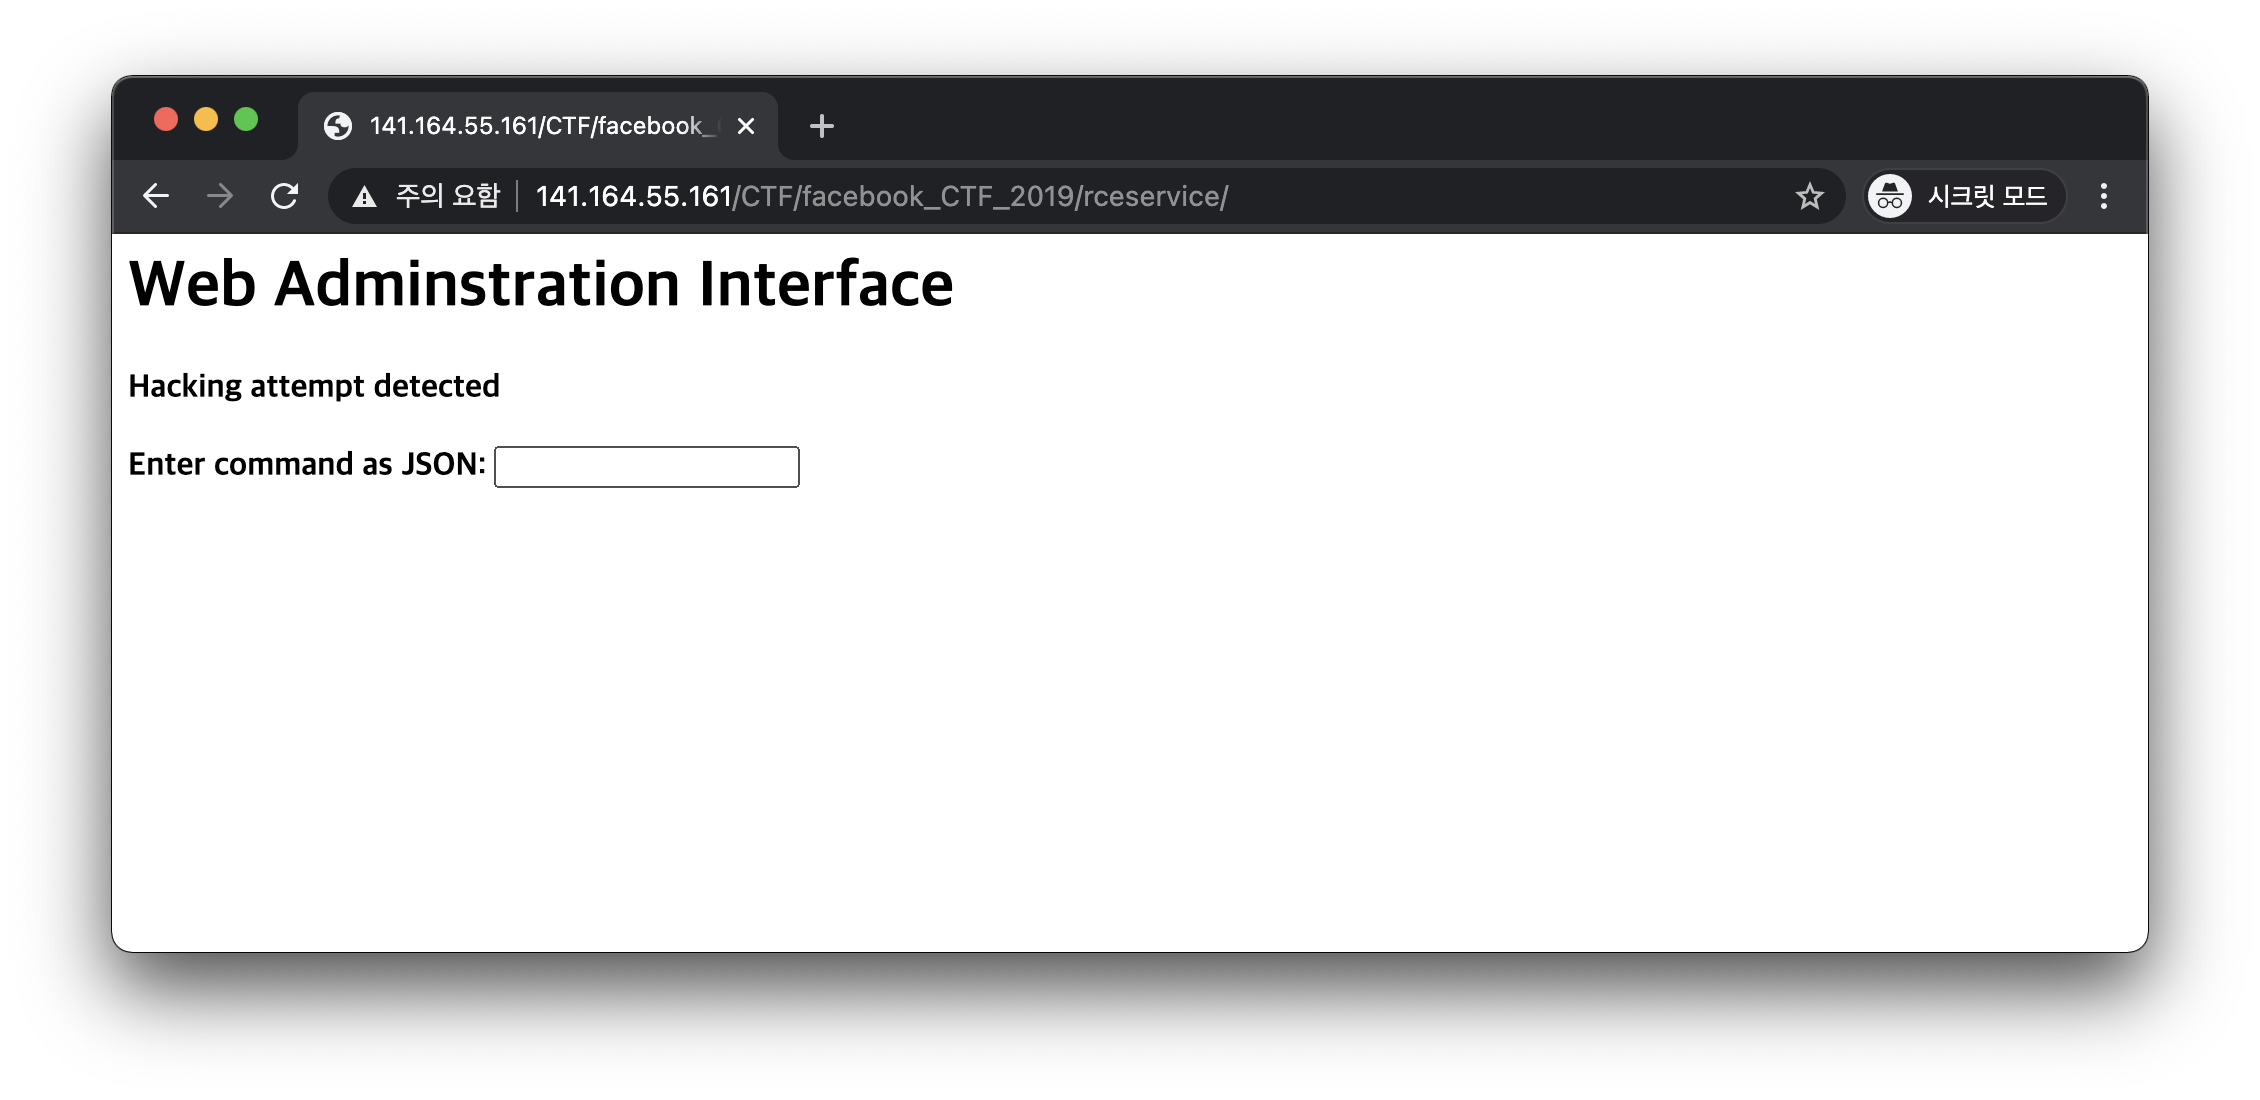 141.164.55.161/CTF/facebook_
주의 요함 141.164.55.161/CTF/facebook_CTF_2019/rceservice/ 시크릿 모드
Web Adminstration Interface
Hacking attempt detected
Enter command as JSON: